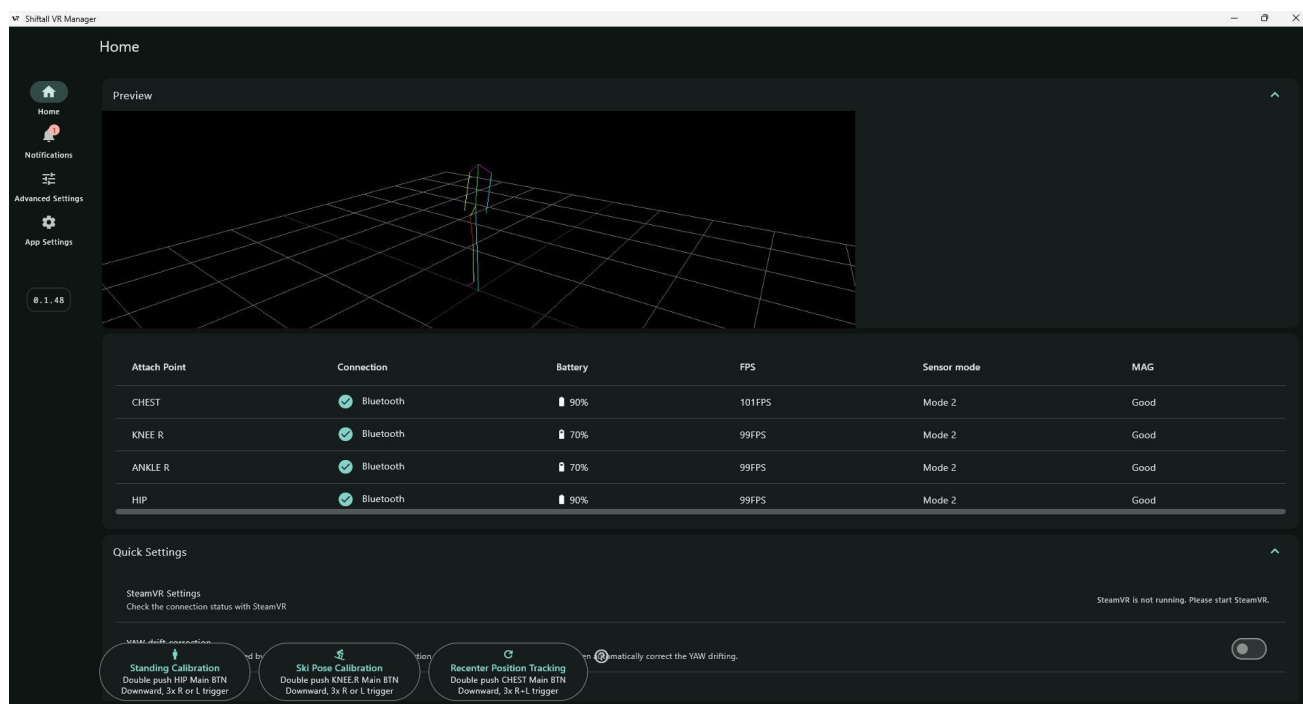 Shiftall VR Manager
Home
Home
1
Notifications
Advanced Settings
App Settings
0.1.48
Preview
Attach Point Connection Battery FPS Sensor mode MAG
CHEST Bluetooth 90% 101FPS Mode 2 Good
KNEE R Bluetooth 70% 99FPS Mode 2 Good
ANKLE R Bluetooth 70% 99FPS Mode 2 Good
HIP Bluetooth 90% 99FPS Mode 2 Good
Quick Settings
SteamVR Settings
Check the connection status with SteamVR
SteamVR is not running. Please start SteamVR.
YAW drift correction
matically correct the YAW drifting.
Standing Calibration
Double push HIP Main BTN
Downward, 3x R or L trigger
Ski Pose Calibration
Double push KNEE.R Main BTN
Downward, 3x R or L trigger
Recenter Position Tracking
Double push CHEST Main BTN
Downward, 3x R+L trigger